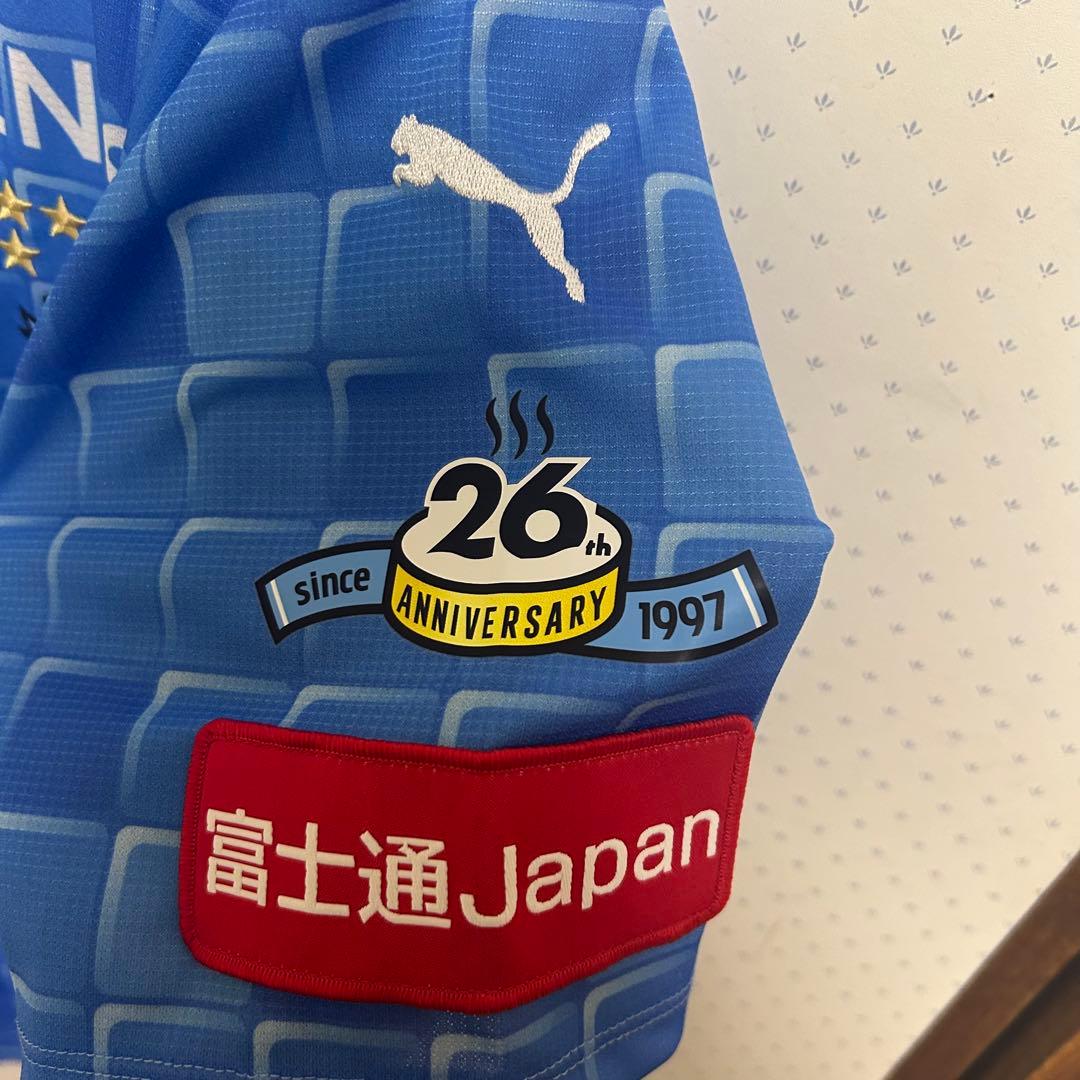 26th
since ANNIVERSARY 1997
富士通Japan